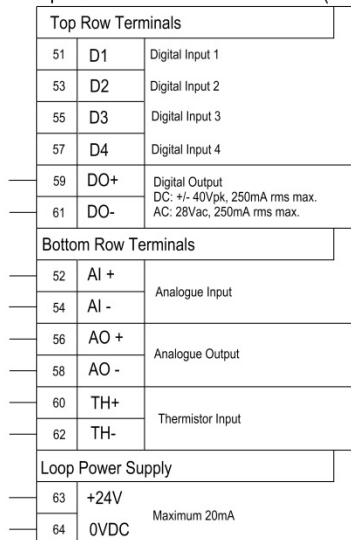 Top Row Terminals
51 D1 Digital Input 1
53 D2 Digital Input 2
55 D3 Digital Input 3
57 D4 Digital Input 4
59 DO+ Digital Output
DC: +/- 40Vpk, 250mA rms max.
61 DO- AC: 28Vac, 250mA rms max.
Bottom Row Terminals
52 AI +
Analogue Input
54 AI -
56 AO +
Analogue Output
58 AO -
60 TH+
Thermistor Input
62 TH-
Loop Power Supply
63 +24V
Maximum 20mA
64 0VDC